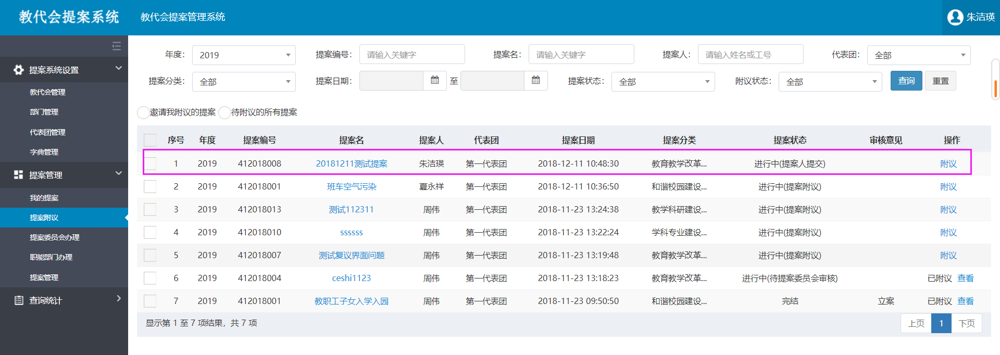 教代会提案系统 教代会提案管理系统 朱洁瑛
年度： 2019 提案编号： 请输入关键字 提案名： 请输入关键字 提案人： 请输入姓名或工号 代表团： 全部
提案分类： 全部 提案日期： 至 提案状态： 全部 附议状态： 全部 查询 重置
邀请我附议的提案 待附议的所有提案
提案系统设置
教代会管理
部门管理
代表团管理
字典管理
提案管理
我的提案
提案附议
提案委员会办理
职能部门办理
提案管理
查询统计
序号 年度 提案编号 提案名 提案人 代表团 提案日期 提案分类 提案状态 审核意见 操作
1 2019 412018008 20181211测试提案 朱洁瑛 第一代表团 2018-12-11 10:48:30 教育教学改革... 进行中(提案人提交) 附议
2 2019 412018001 班车空气污染 夏永祥 第一代表团 2018-12-11 10:36:50 和谐校园建设... 进行中(提案附议) 附议
3 2019 412018013 测试112311 周伟 第一代表团 2018-11-23 13:24:38 教学科研建设... 进行中(提案附议) 附议
4 2019 412018010 ssssss 周伟 第一代表团 2018-11-23 13:22:24 学科专业建设... 进行中(提案附议) 附议
5 2019 412018007 测试复议界面问题 周伟 第一代表团 2018-11-23 13:19:48 教育教学改革... 进行中(提案附议) 附议
6 2019 412018004 ceshi1123 周伟 第一代表团 2018-11-23 13:18:23 教育教学改革... 进行中(待提案委员会审核) 已附议 查看
7 2019 412018001 教职工子女入学入园 周伟 第一代表团 2018-11-23 09:50:50 和谐校园建设... 完结 立案 已附议 查看
显示第 1 至 7 项结果，共 7 项 上页 1 下页